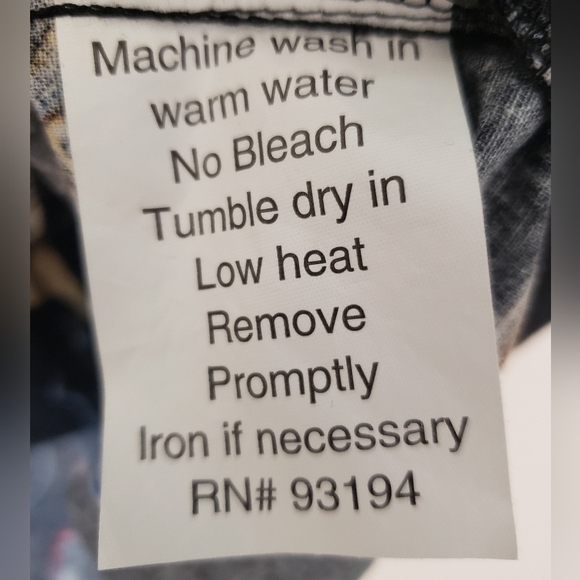 Machine wash in
warm water
No Bleach
Tumble dry in
Low heat
Remove
Promptly
Iron if necessary
RN# 93194